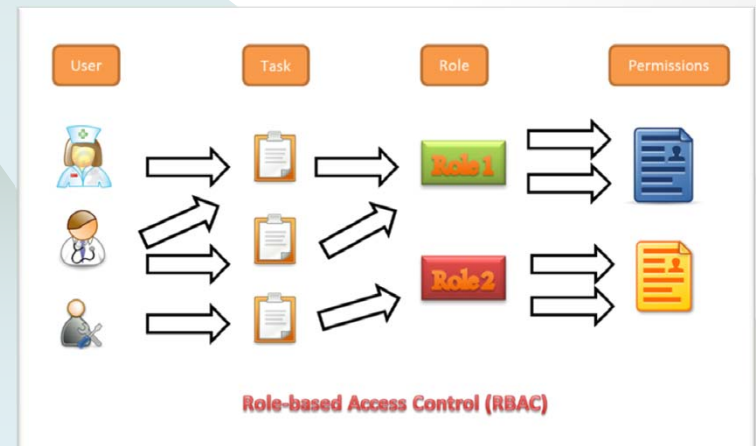 User
Task
Role
Permissions
Role 1
Role 2
Role-based Access Control (RBAC)